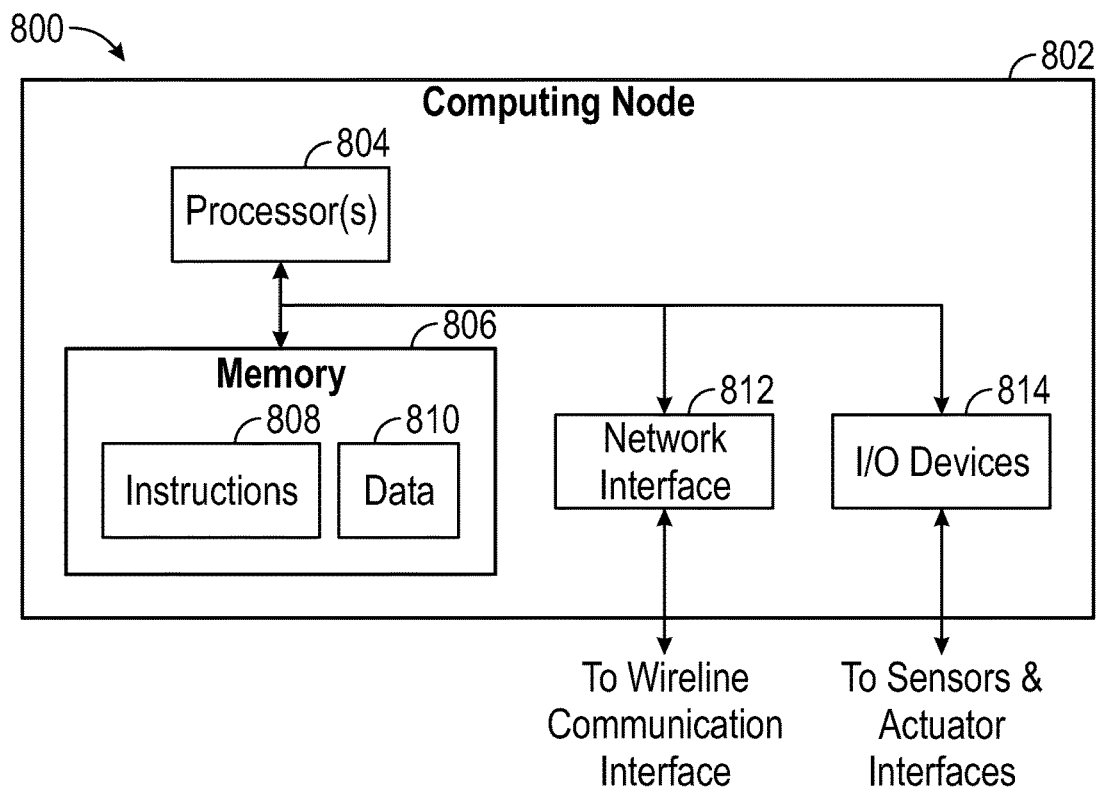 800
802
Computing Node
804
Processor(s)
806
Memory
808
810
Instructions
Data
812
Network
Interface
814
I/O Devices
To Wireline
Communication
Interface
To Sensors &
Actuator
Interfaces